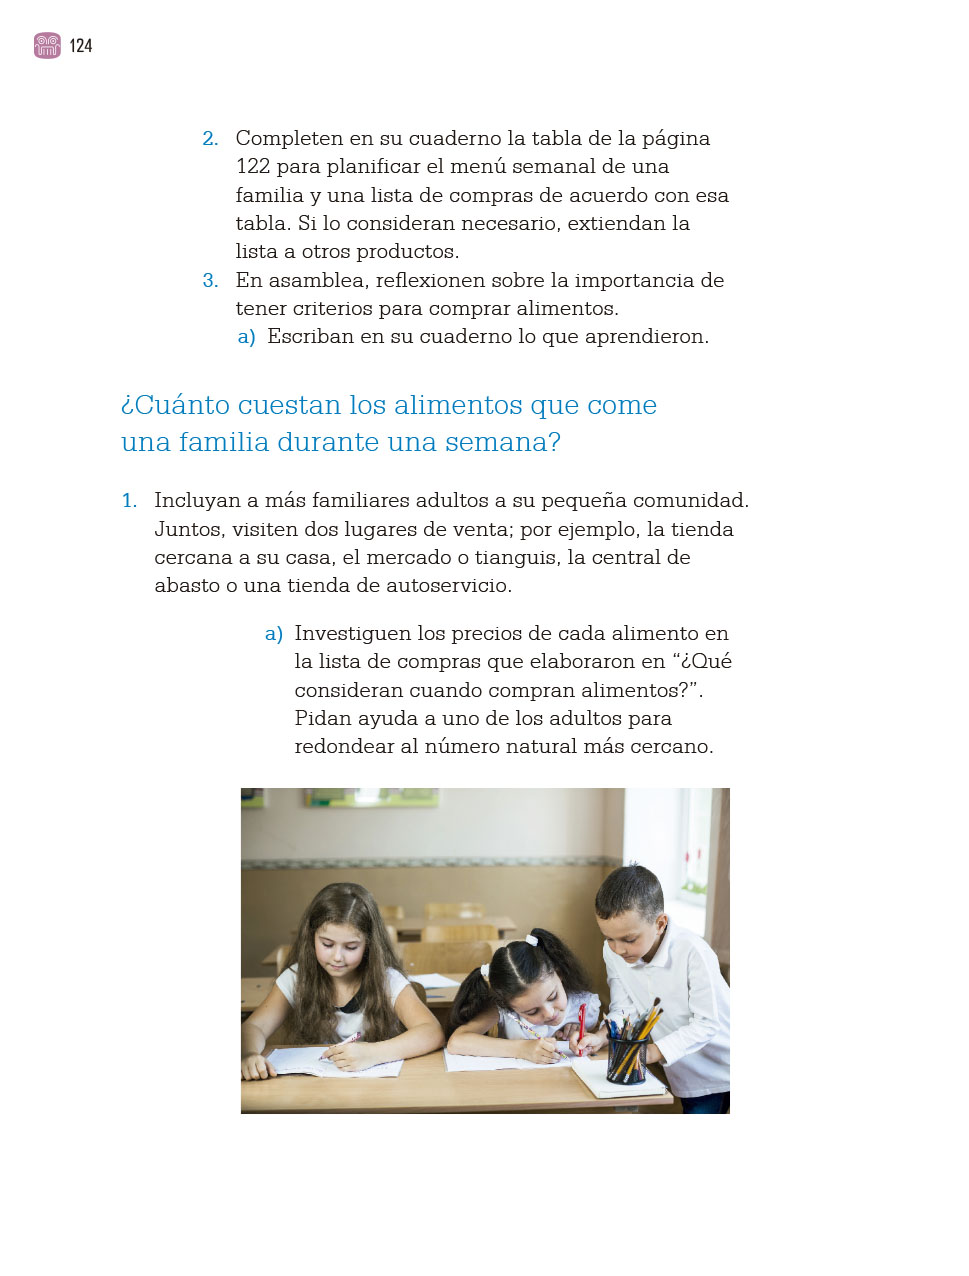 124
2. Completen en su cuaderno la tabla de la página
122 para planificar el menú semanal de una
familia y una lista de compras de acuerdo con esa
tabla. Si lo consideran necesario, extiendan la
lista a otros productos.
3. En asamblea, reflexionen sobre la importancia de
tener criterios para comprar alimentos.
a) Escriban en su cuaderno lo que aprendieron.
¿Cuánto cuestan los alimentos que come
una familia durante una semana?
1. Incluyan a más familiares adultos a su pequeña comunidad.
Juntos, visiten dos lugares de venta; por ejemplo, la tienda
cercana a su casa, el mercado o tianguis, la central de
abasto o una tienda de autoservicio.
a) Investiguen los precios de cada alimento en
la lista de compras que elaboraron en “¿Qué
consideran cuando compran alimentos?”.
Pidan ayuda a uno de los adultos para
redondear al número natural más cercano.